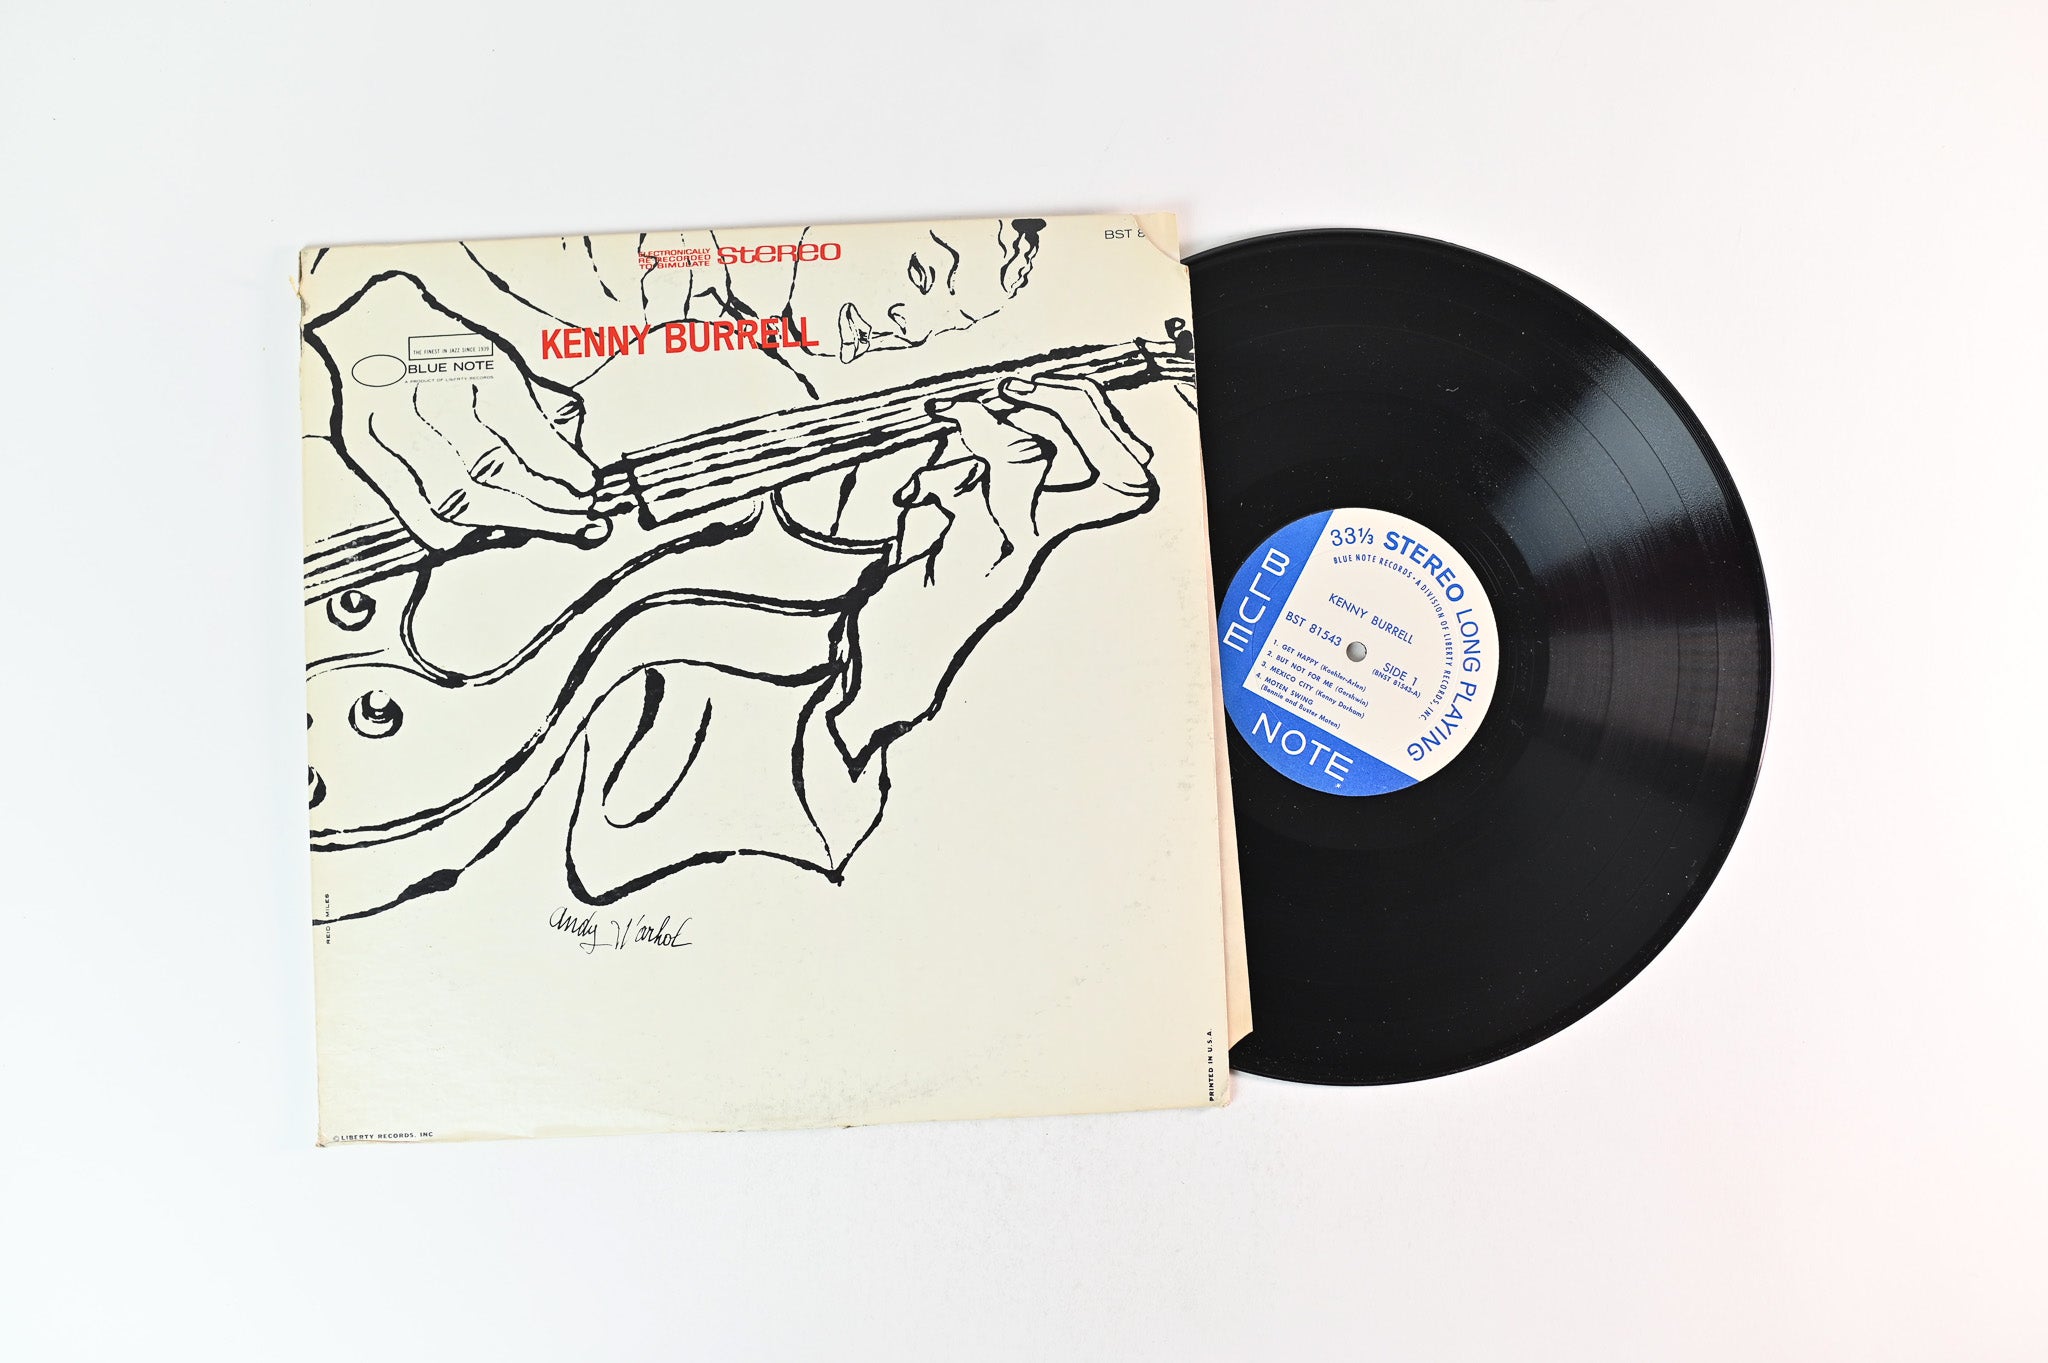 ELECTRONICALLY
RE-RECORDED
TO SIMULATE
stereo
BST 8
KENNY BURRELL
THE FINEST IN JAZZ SINCE 1939
BLUE NOTE
A PRODUCT OF LIBERTY RECORDS
andy Warhol
REID MILES
© LIBERTY RECORDS, INC
PRINTED IN U.S.A.
33 1/3 STEREO LONG PLAYING
BLUE NOTE RECORDS • A DIVISION OF LIBERTY RECORDS, INC.
BLUE
NOTE
KENNY BURRELL
BST 81543
SIDE 1
(BNST 81543-A)
1. GET HAPPY (Koehler-Arlen)
2. BUT NOT FOR ME (Gershwin)
3. MEXICO CITY (Kenny Dorham)
4. MOTEN SWING
(Bennie and Buster Moten)